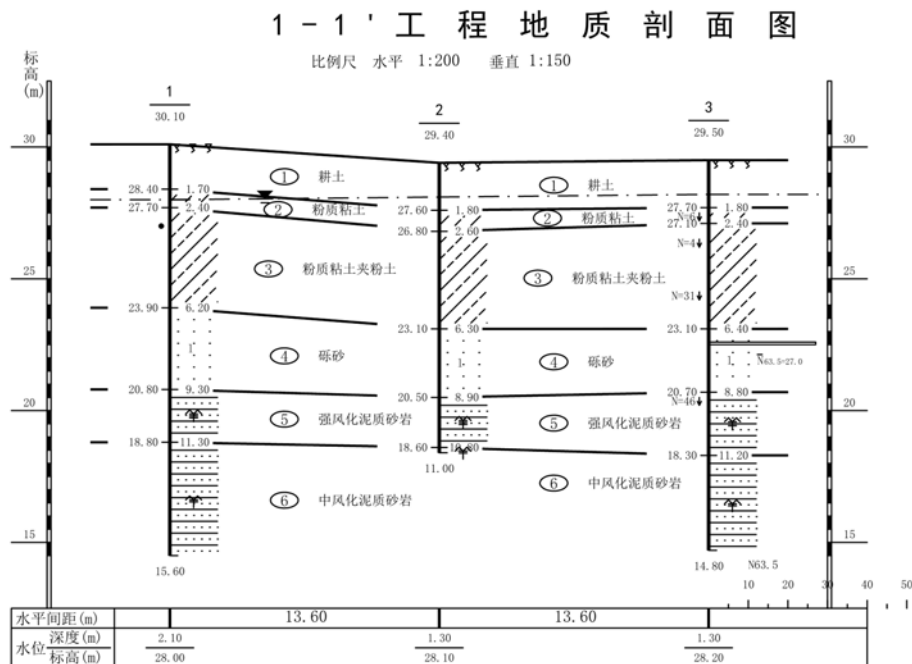 1-1'工程地质剖面图
比例尺 水平 1:200 垂直 1:150
标高(m)
1
30.10
2
29.40
3
29.50
30
30
① 耕土
① 耕土
28.40 1.70
27.70 2.40
② 粉质粘土
27.60 1.80
26.80 2.60
② 粉质粘土
27.70 1.80
N=6
27.10 2.40
N=4
25
25
③ 粉质粘土夹粉土
③ 粉质粘土夹粉土
N=31
23.90 6.20
23.10 6.30
23.10 6.40
④ 砾砂
④ 砾砂
1
1
1
N63.5=27.0
20.80 9.30
20.50 8.90
20.70 8.80
N=46
20
20
⑤ 强风化泥质砂岩
⑤ 强风化泥质砂岩
18.80 11.30
18.60
18.30 11.20
11.00
⑥ 中风化泥质砂岩
⑥ 中风化泥质砂岩
15
15
15.60
14.80
N63.5
10 20 30 40 50
水平间距(m) 13.60 13.60
水位 深度(m) 2.10 1.30 1.30
标高(m) 28.00 28.10 28.20